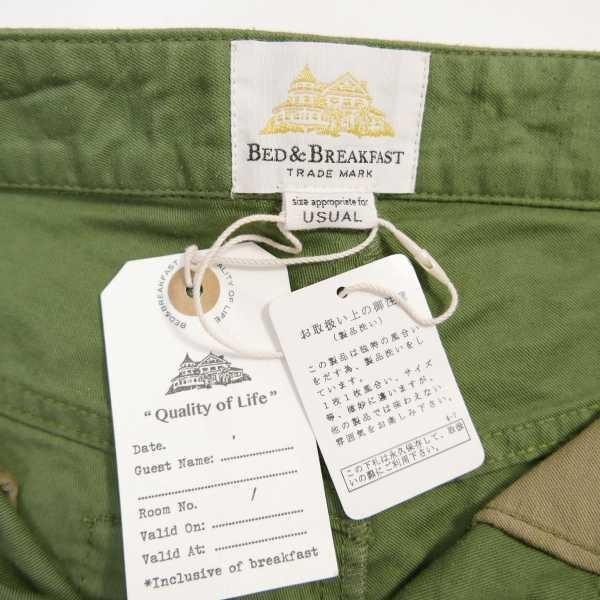 BED & BREAKFAST
TRADE MARK
size appropriate for
USUAL
BED&BREAKFAST
QUALITY OF LIFE
"Quality of Life"
Date.
Guest Name:
Room No. /
Valid On:
Valid At:
*Inclusive of breakfast
お取扱い上の御注意
(製品洗い)
この製品は独特の風合い
をだす為、製品洗いをし
ています。
1枚1枚風合い、サイズ
等、微妙に違いますが、
他の製品では味わえない
雰囲気をお楽しみ下さい。
4-7
この下札は永久保存して、取扱
いの際にご利用下さい。